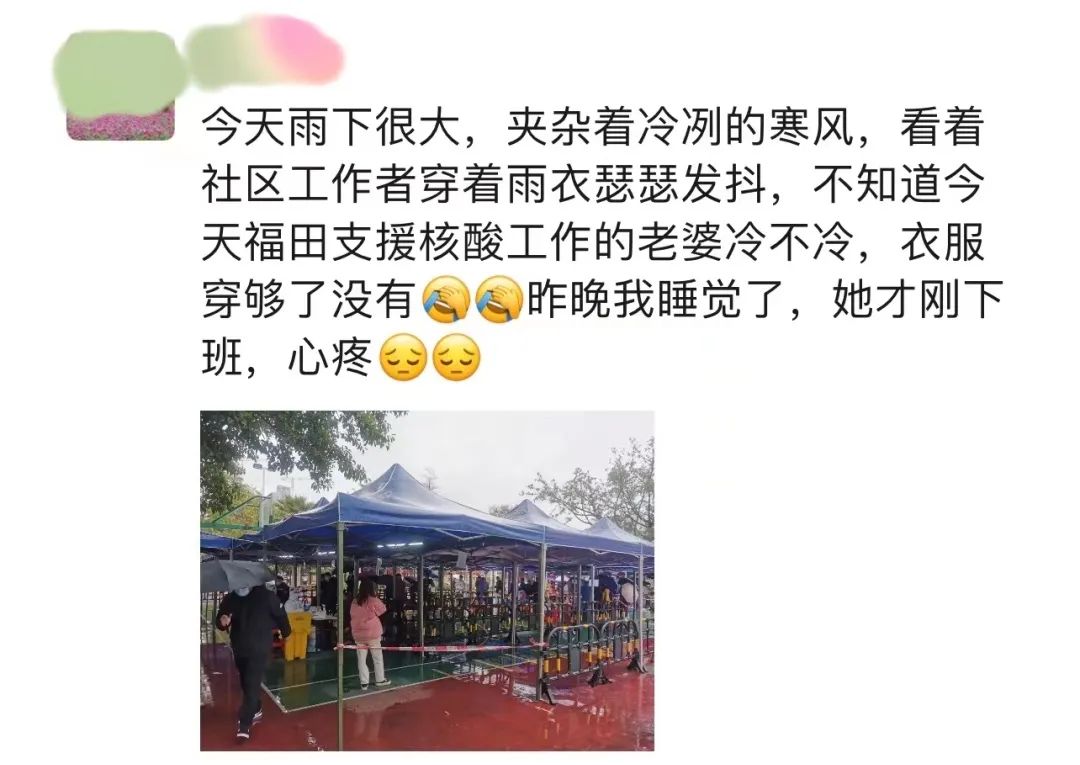 今天雨下很大，夹杂着冷冽的寒风，看着
社区工作者穿着雨衣瑟瑟发抖，不知道今
天福田支援核酸工作的老婆冷不冷，衣服
穿够了没有🤦🤦昨晚我睡觉了，她才刚下
班，心疼😔😔